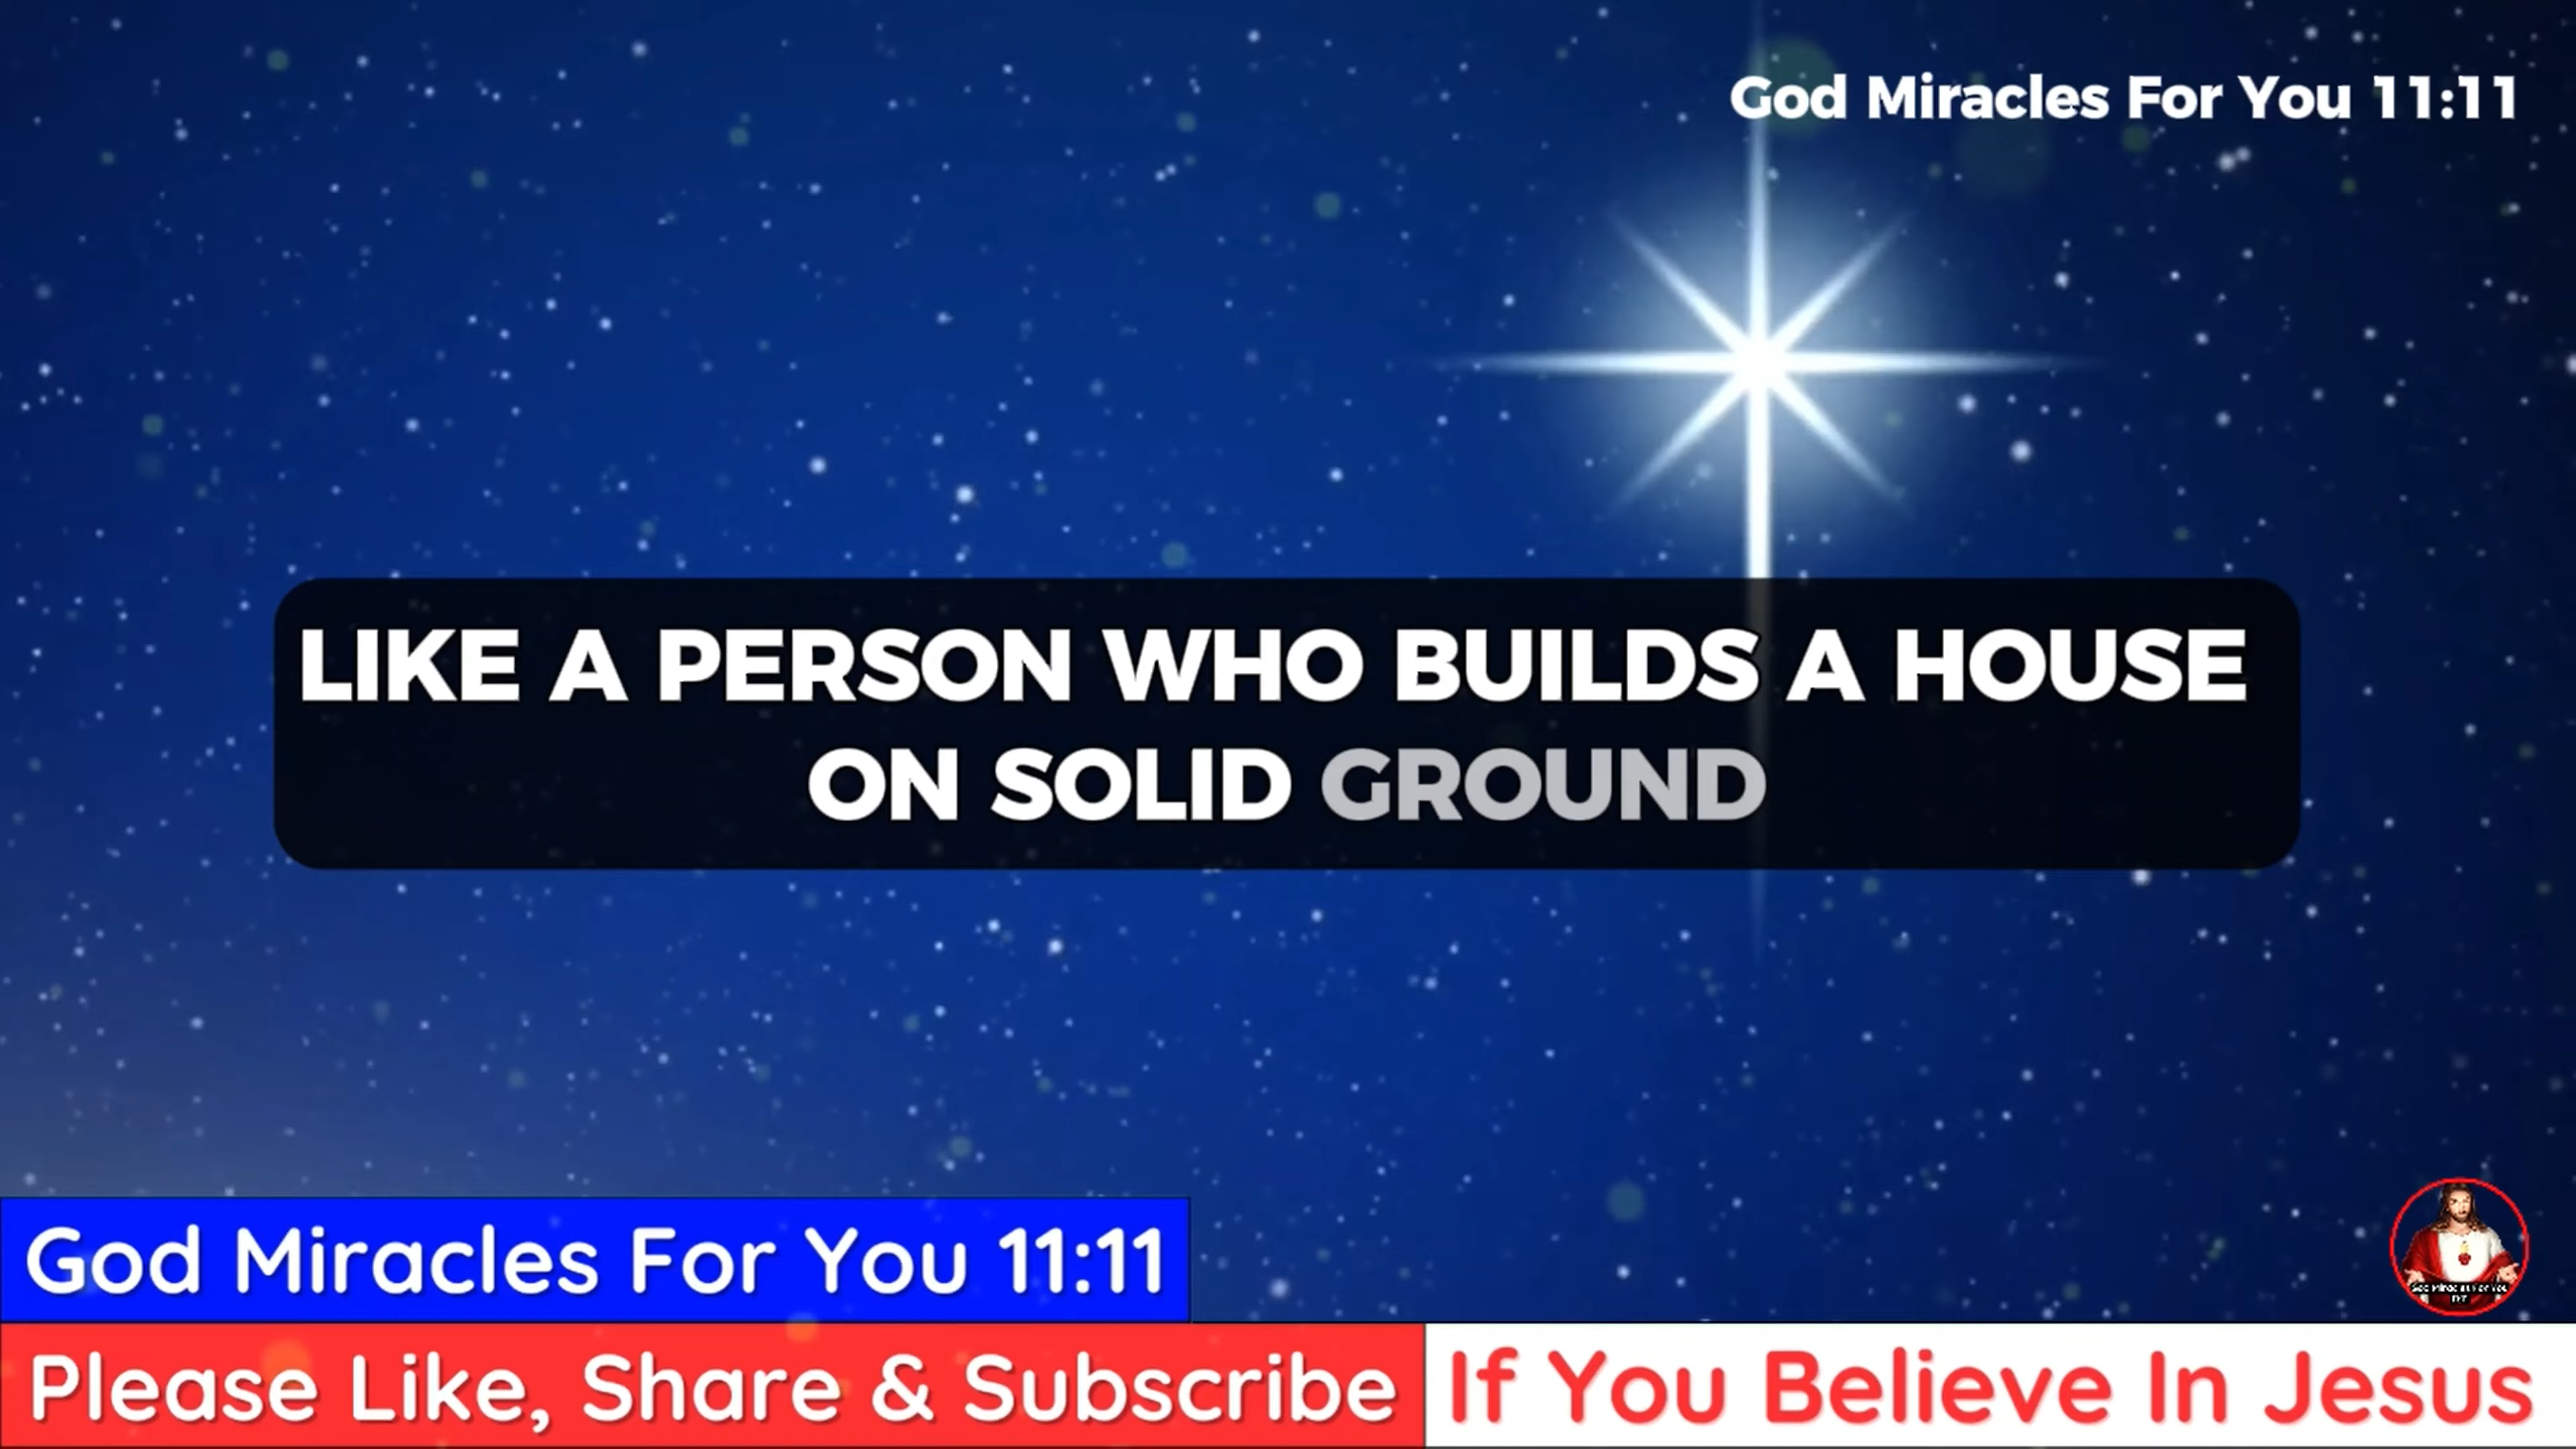 God Miracles For You 11:11
LIKE A PERSON WHO BUILDS A HOUSE
ON SOLID GROUND
God Miracles For You 11:11
Please Like, Share & Subscribe
If You Believe In Jesus